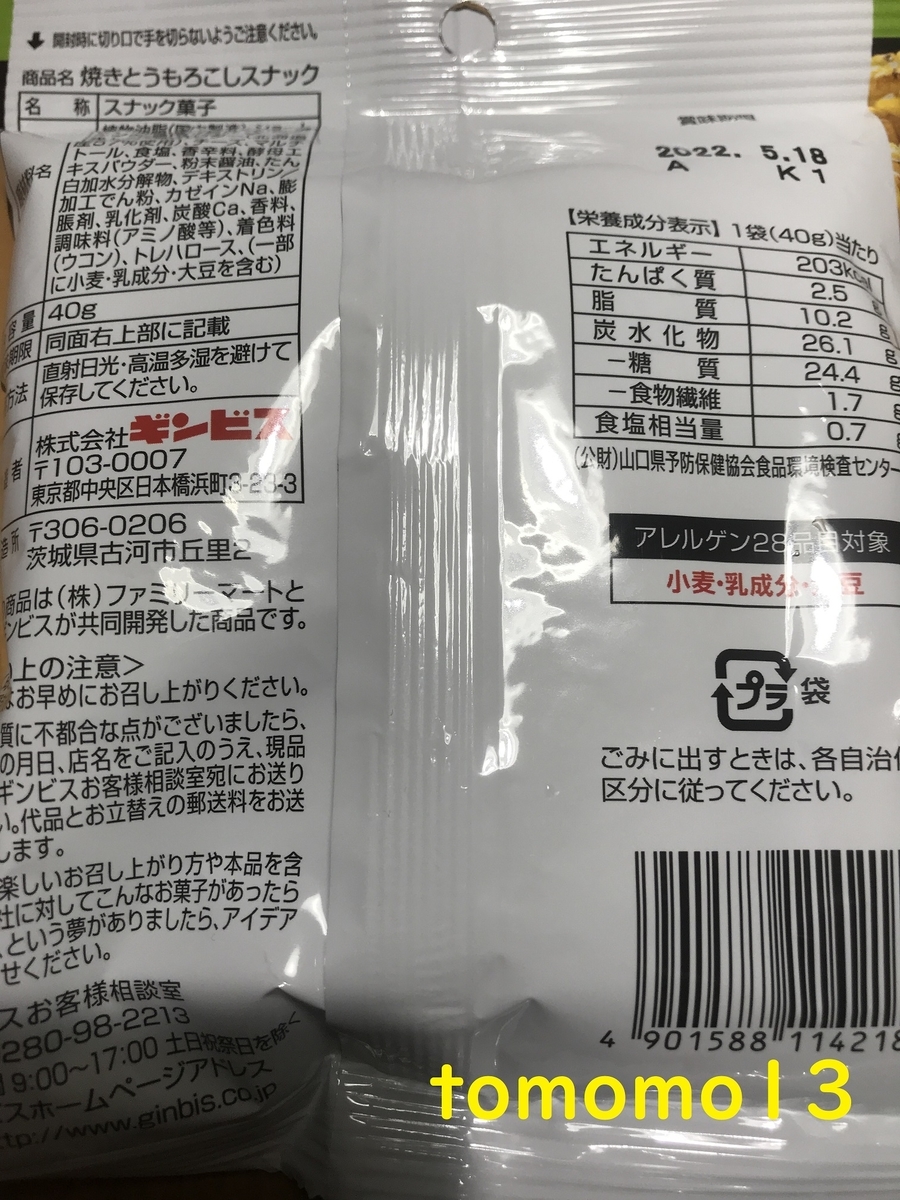 開封時に切り口で手を切らないようご注意ください。
商品名 焼きとうもろこしスナック
名 称 スナック菓子
トール、食塩、香辛料、酵母エ
キスパウダー、粉末醤油、たん
白加水分解物、デキストリン/
加工でん粉、カゼインNa、膨
脹剤、乳化剤、炭酸Ca、香料、
調味料(アミノ酸等)、着色料
(ウコン)、トレハロース、(一部
に小麦・乳成分・大豆を含む)
量 40g
期限 同面右上部に記載
方法 直射日光・高温多湿を避けて
保存してください。
者 株式会社ギンビス
〒103-0007
東京都中央区日本橋浜町3-23-3
所 〒306-0206
茨城県古河市丘里2
商品は(株)ファミリーマートと
ンビスが共同開発した商品です。
上の注意>
お早めにお召し上がりください。
質に不都合な点がございましたら、
の月日、店名をご記入のうえ、現品
ギンビスお客様相談室宛にお送り
い。代品とお立替えの郵送料をお送
します。
楽しいお召し上がり方や本品を含
社に対してこんなお菓子があったら
、という夢がありましたら、アイデア
せください。
スお客様相談室
280-98-2213
9:00~17:00 土日祝祭日を除く
スホームページアドレス
ttp://www.ginbis.co.jp
賞味期限
2022. 5.18
A K1
【栄養成分表示】1袋(40g)当たり
エネルギー 203kcal
たんぱく質 2.5 g
脂 質 10.2 g
炭水化物 26.1 g
-糖 質 24.4 g
-食物繊維 1.7 g
食塩相当量 0.7 g
(公財)山口県予防保健協会食品環境検査センター
アレルゲン28品目対象
小麦・乳成分・大豆
プラ 袋
ごみに出すときは、各自治
区分に従ってください。
4 901588 114218
tomomo13